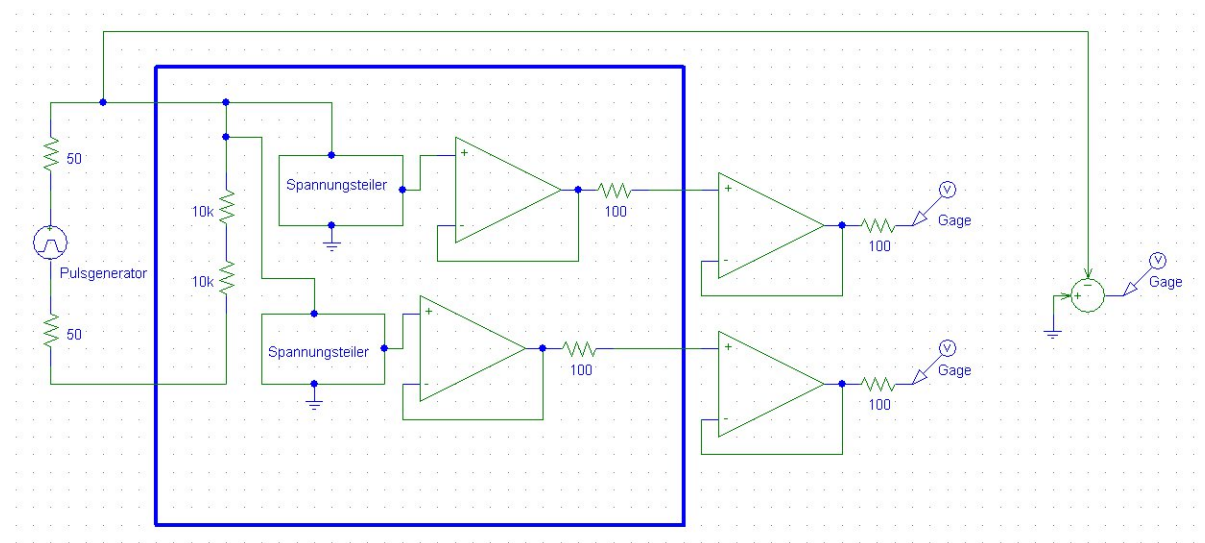 50
Pulsgenerator
50
10k
10k
Spannungsteiler
+
-
100
Spannungsteiler
+
-
100
+
-
100
V
Gage
+
-
100
V
Gage
-
+
V
Gage
+